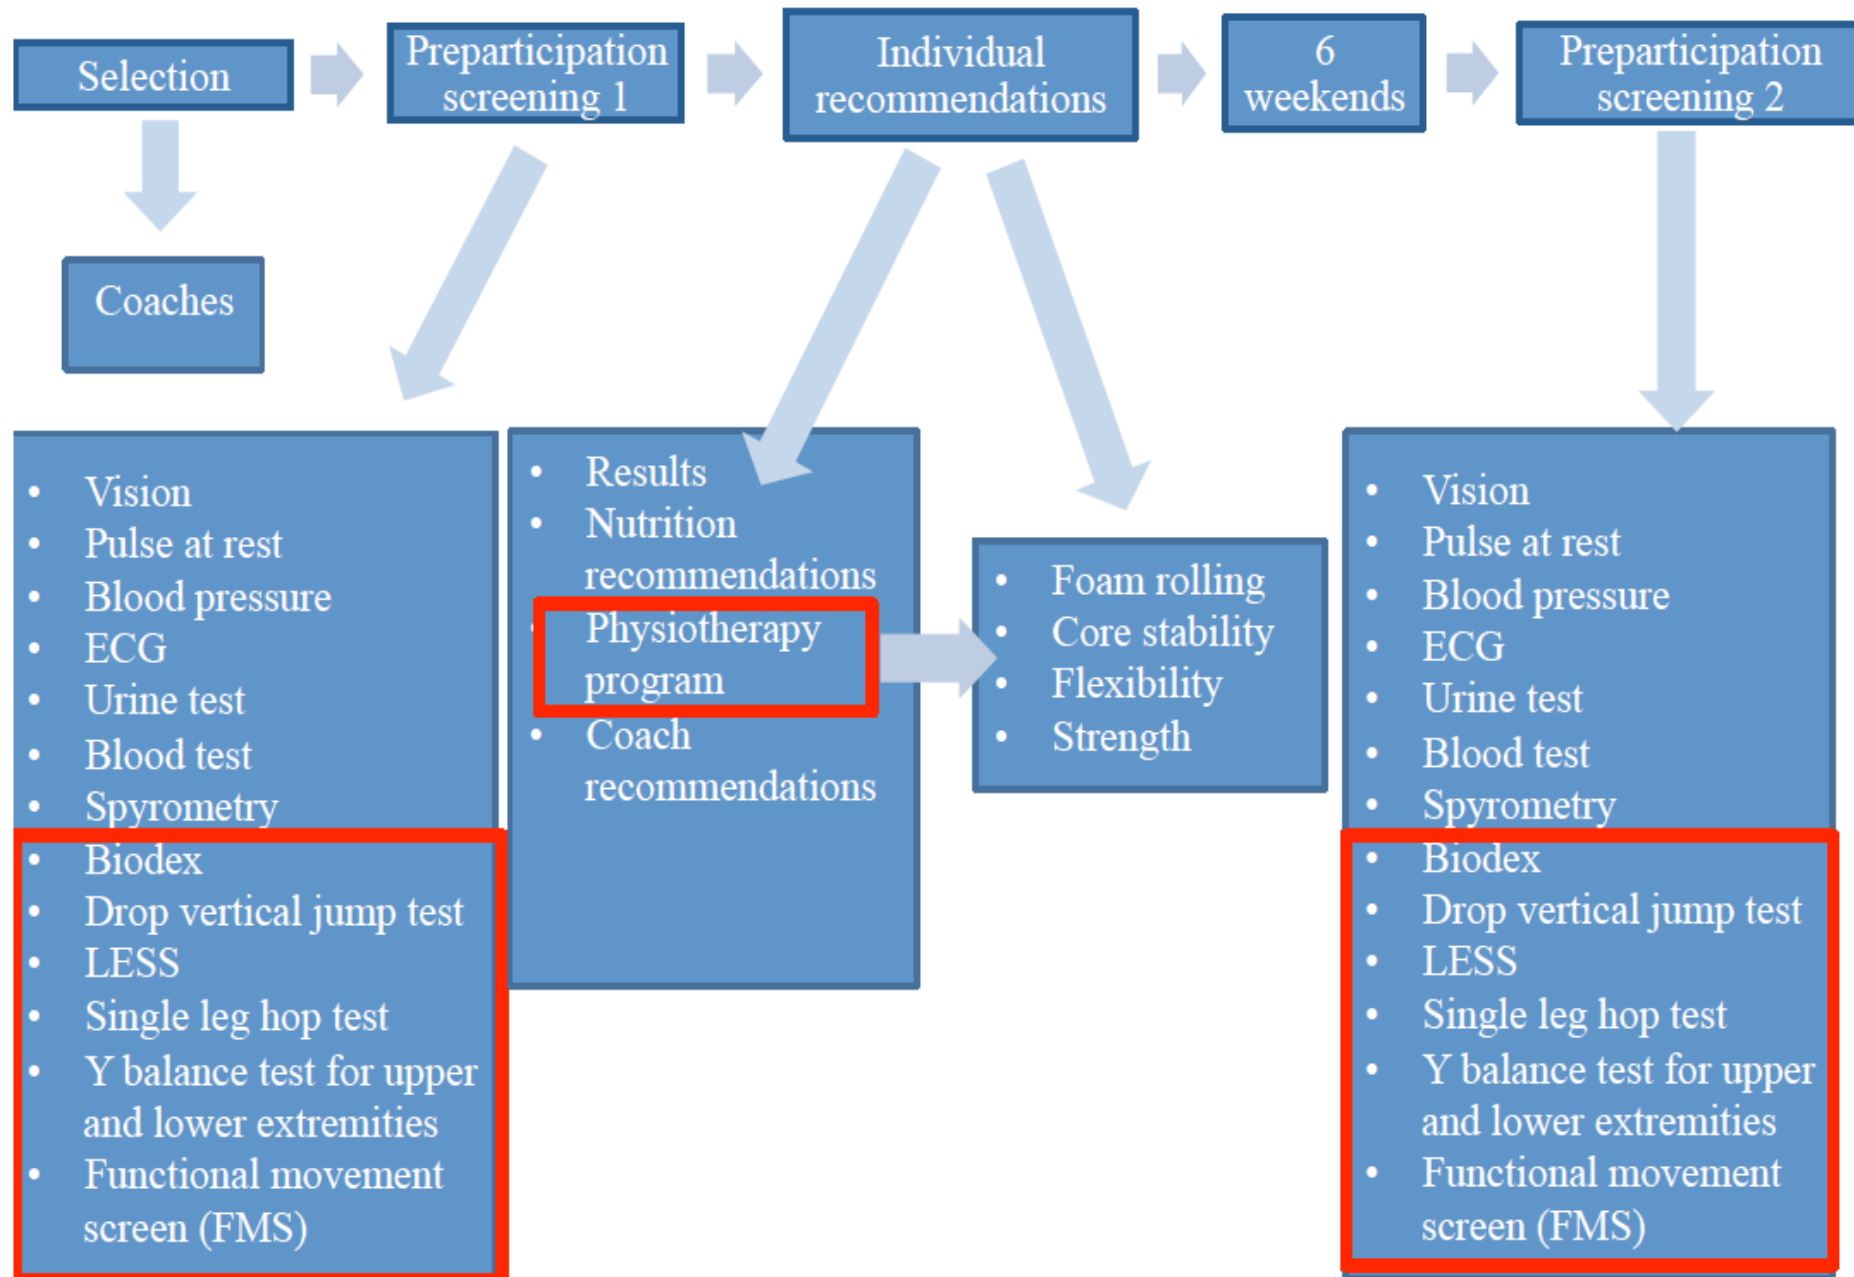 Selection
Preparticipation
screening 1
Individual
recommendations
6
weekends
Preparticipation
screening 2
Coaches
• Vision
• Pulse at rest
• Blood pressure
• ECG
• Urine test
• Blood test
• Spyrometry
• Biodex
• Drop vertical jump test
• LESS
• Single leg hop test
• Y balance test for upper
and lower extremities
• Functional movement
screen (FMS)
• Results
• Nutrition
recommendations
• Physiotherapy
program
• Coach
recommendations
• Foam rolling
• Core stability
• Flexibility
• Strength
• Vision
• Pulse at rest
• Blood pressure
• ECG
• Urine test
• Blood test
• Spyrometry
• Biodex
• Drop vertical jump test
• LESS
• Single leg hop test
• Y balance test for upper
and lower extremities
• Functional movement
screen (FMS)